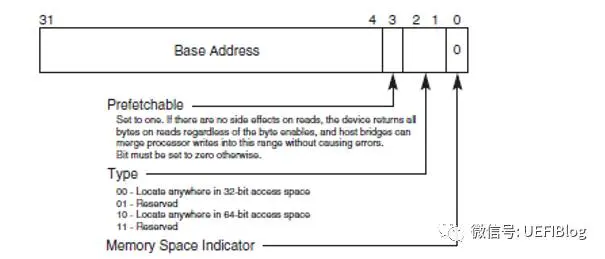 31 4 3 2 1 0
Base Address 0
Prefetchable
Set to one. If there are no side effects on reads, the device returns all
bytes on reads regardless of the byte enables, and host bridges can
merge processor writes into this range without causing errors.
Bit must be set to zero otherwise.
Type
00 - Locate anywhere in 32-bit access space
01 - Reserved
10 - Locate anywhere in 64-bit access space
11 - Reserved
Memory Space Indicator
微信号: UEFIBlog